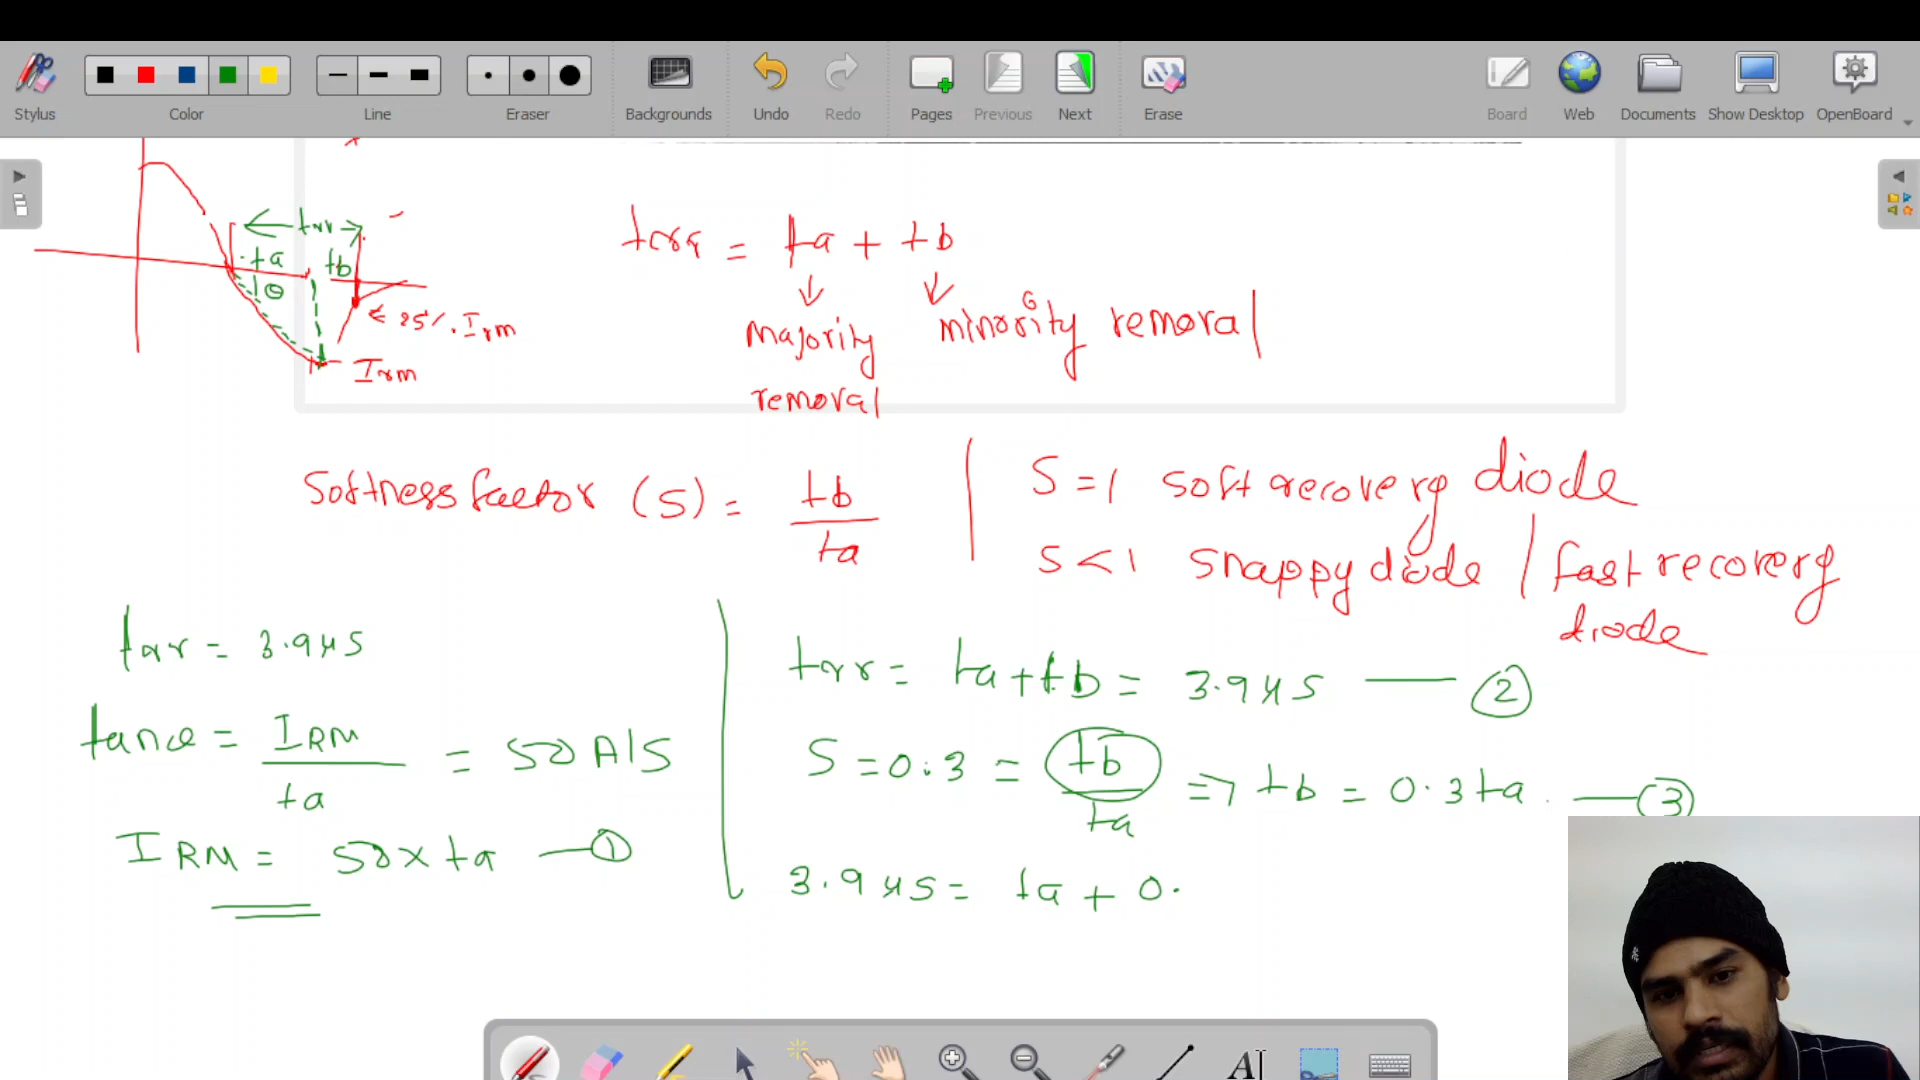 Stylus
Color
Line
Eraser
Backgrounds
Undo
Redo
Pages
Previous
Next
Erase
Board
Web
Documents
Show Desktop
OpenBoard
trr
ta
tb
θ
← 25%. Irm
Irm
trr = ta + tb
↓ ↓
Majority
removal
minority removal
Softness factor (S) = tb / ta
S = 1 soft recovery diode
S < 1 snappy diode / fast recovery
diode
trr = 3.9 μs
tan θ = IRM / ta = 50 A/S
IRM = 50 x ta — ①
trr = ta + tb = 3.9 μs — ②
S = 0.3 = tb / ta => tb = 0.3 ta — ③
3.9 μs = ta + 0.